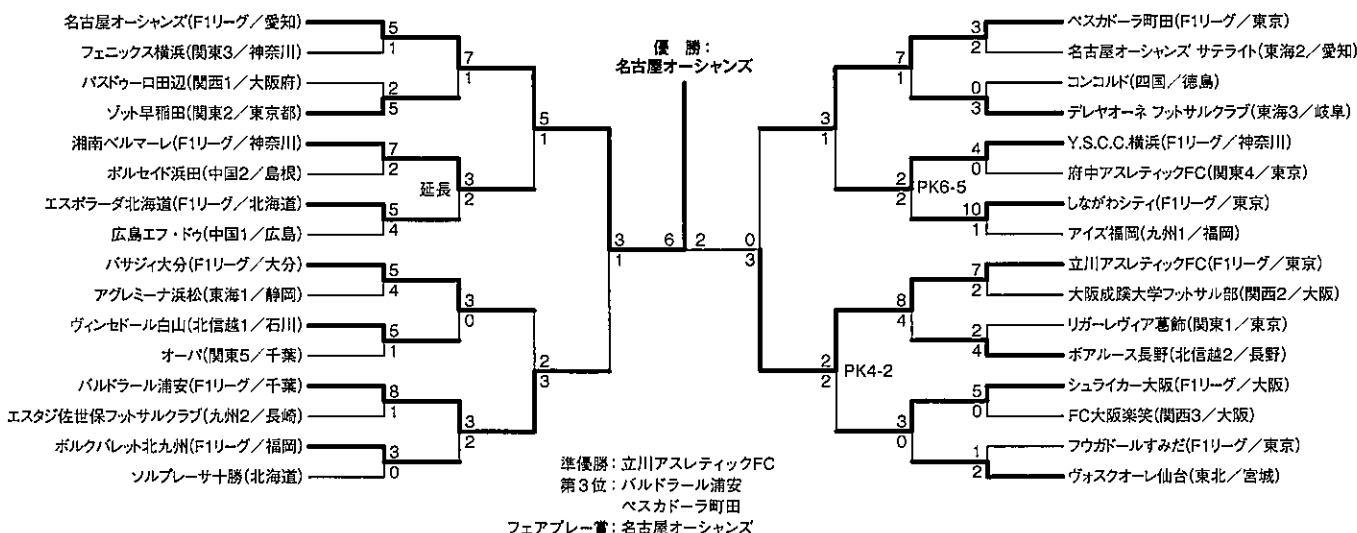 名古屋オーシャンズ(F1リーグ／愛知)
5
1
フェニックス横浜(関東3／神奈川)
7
1
パスドゥーロ田辺(関西1／大阪府)
2
5
ゾット早稲田(関東2／東京都)
5
1
湘南ベルマーレ(F1リーグ／神奈川)
7
2
ポルセイド浜田(中国2／島根)
延長
3
2
エスポラーダ北海道(F1リーグ／北海道)
5
4
広島エフ・ドゥ(中国1／広島)
3
1
バサジィ大分(F1リーグ／大分)
5
4
アグレミーナ浜松(東海1／静岡)
3
0
ヴィンセドール白山(北信越1／石川)
5
1
オーパ(関東5／千葉)
2
3
バルドラール浦安(F1リーグ／千葉)
8
1
エスタジ佐世保フットサルクラブ(九州2／長崎)
3
2
ボルクバレット北九州(F1リーグ／福岡)
3
0
ソルプレーサ十勝(北海道)
優　勝：
名古屋オーシャンズ
6
2
ペスカドーラ町田(F1リーグ／東京)
3
2
名古屋オーシャンズ サテライト(東海2／愛知)
7
1
コンコルド(四国／徳島)
0
3
デレヤオーネ フットサルクラブ(東海3／岐阜)
3
1
Y.S.C.C.横浜(F1リーグ／神奈川)
4
0
府中アスレティックFC(関東4／東京)
2
2
PK6-5
しながわシティ(F1リーグ／東京)
10
1
アイズ福岡(九州1／福岡)
0
3
立川アスレティックFC(F1リーグ／東京)
7
2
大阪成蹊大学フットサル部(関西2／大阪)
8
4
リガーレヴィア葛飾(関東1／東京)
2
4
ボアルース長野(北信越2／長野)
2
2
PK4-2
シュライカー大阪(F1リーグ／大阪)
5
0
FC大阪楽笑(関西3／大阪)
3
0
フウガドールすみだ(F1リーグ／東京)
1
2
ヴォスクオーレ仙台(東北／宮城)
準優勝：立川アスレティックFC
第3位：バルドラール浦安
ペスカドーラ町田
フェアプレー賞：名古屋オーシャンズ